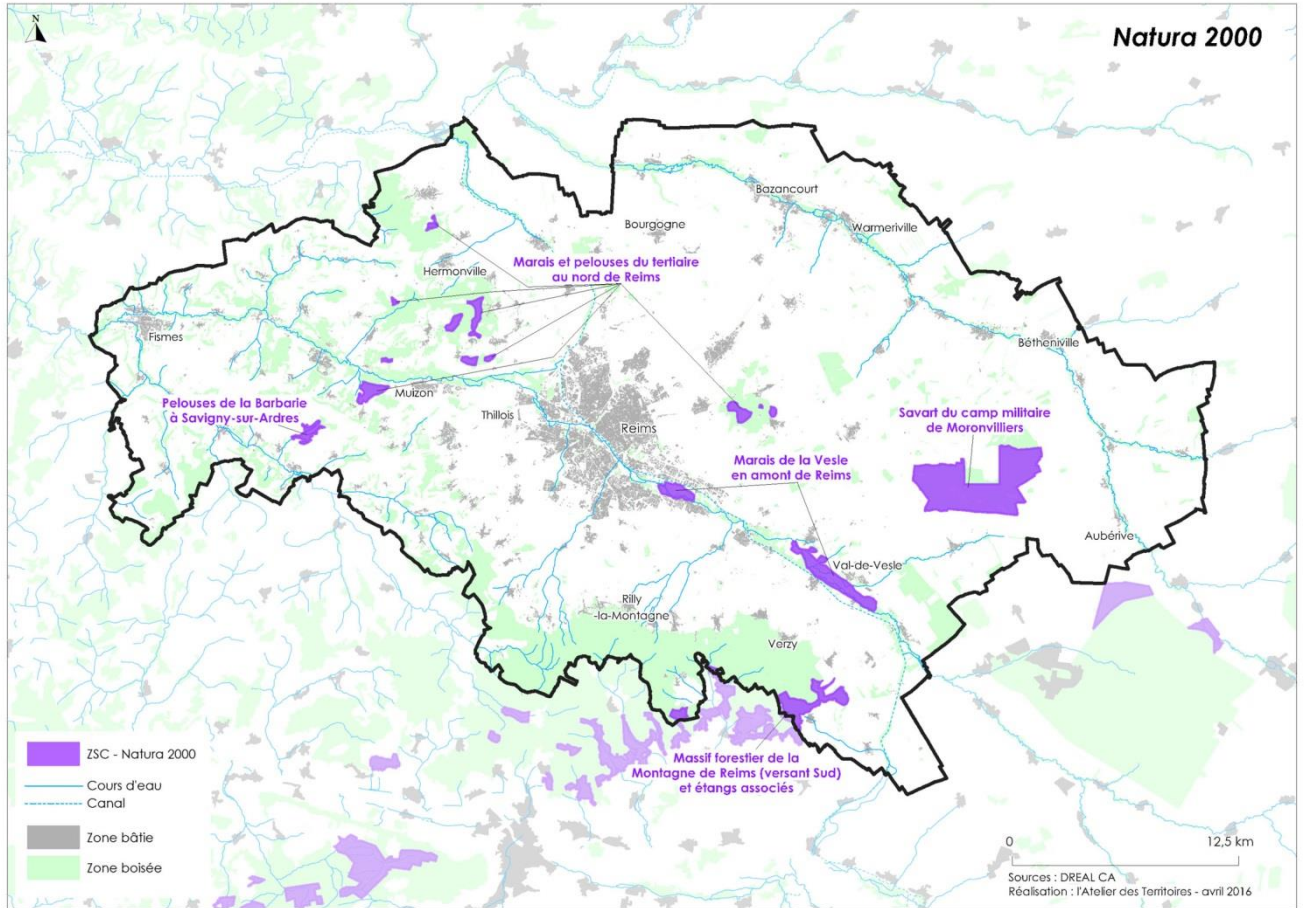 N
Natura 2000
Bazancourt
Bourgogne
Warmeriville
Marais et pelouses du tertiaire
au nord de Reims
Hermonville
Fismes
Bétheniville
Muizon
Pelouses de la Barbarie
à Savigny-sur-Ardres
Thillois
Reims
Savart du camp militaire
de Moronvilliers
Marais de la Vesle
en amont de Reims
Aubérive
Val-de-Vesle
Rilly
-la-Montagne
Verzy
Massif forestier de la
Montagne de Reims (versant Sud)
et étangs associés
ZSC - Natura 2000
Cours d'eau
Canal
Zone bâtie
Zone boisée
0
12,5 km
Sources : DREAL CA
Réalisation : l'Atelier des Territoires - avril 2016